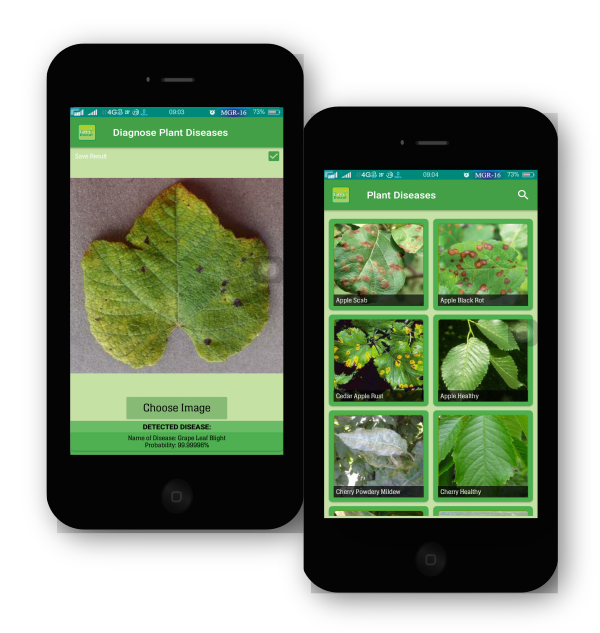 4G 09:03 MGR-16 73%
Diagnose Plant Diseases
Save Result
Choose Image
DETECTED DISEASE:
Name of Disease: Grape Leaf Blight
Probability: 99.99996%
4G 09:04 MGR-16 73%
Plant Diseases
Apple Scab
Apple Black Rot
Cedar Apple Rust
Apple Healthy
Cherry Powdery Mildew
Cherry Healthy